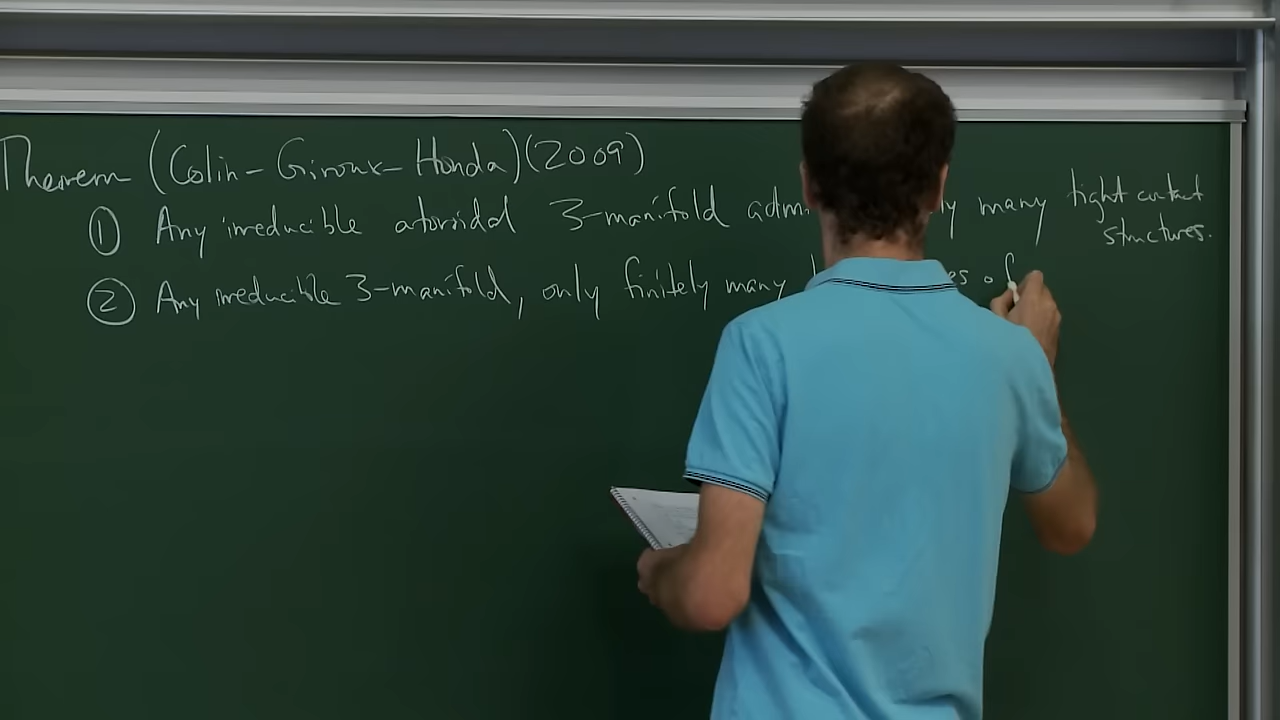 Theorem (Colin-Giroux-Honda)(2009)
① Any irreducible atoroidal 3-manifold adm ly many tight contact
structures.
② Any irreducible 3-manifold, only finitely many es of